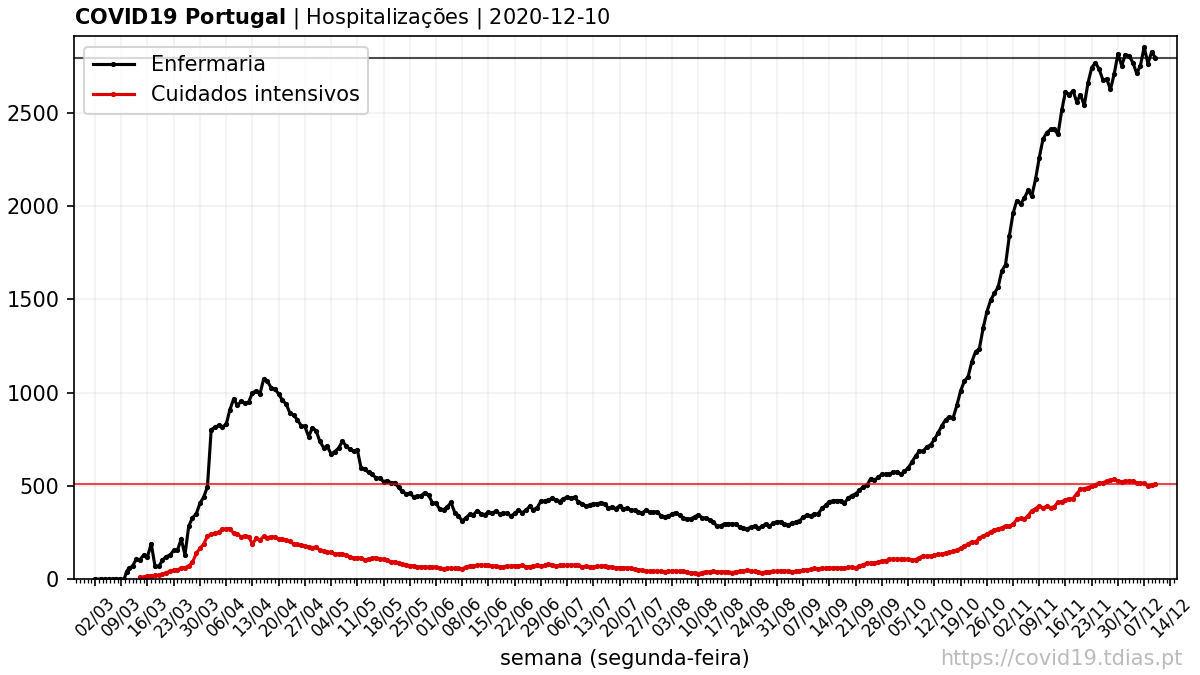 COVID19 Portugal | Hospitalizações | 2020-12-10
Enfermaria
Cuidados intensivos
2500
2000
1500
1000
500
0
02/03 09/03 16/03 23/03 30/03 06/04 13/04 20/04 27/04 04/05 11/05 18/05 25/05 01/06 08/06 15/06 22/06 29/06 06/07 13/07 20/07 27/07 03/08 10/08 17/08 24/08 31/08 07/09 14/09 21/09 28/09 05/10 12/10 19/10 26/10 02/11 09/11 16/11 23/11 30/11 07/12 14/12
semana (segunda-feira)
https://covid19.tdias.pt